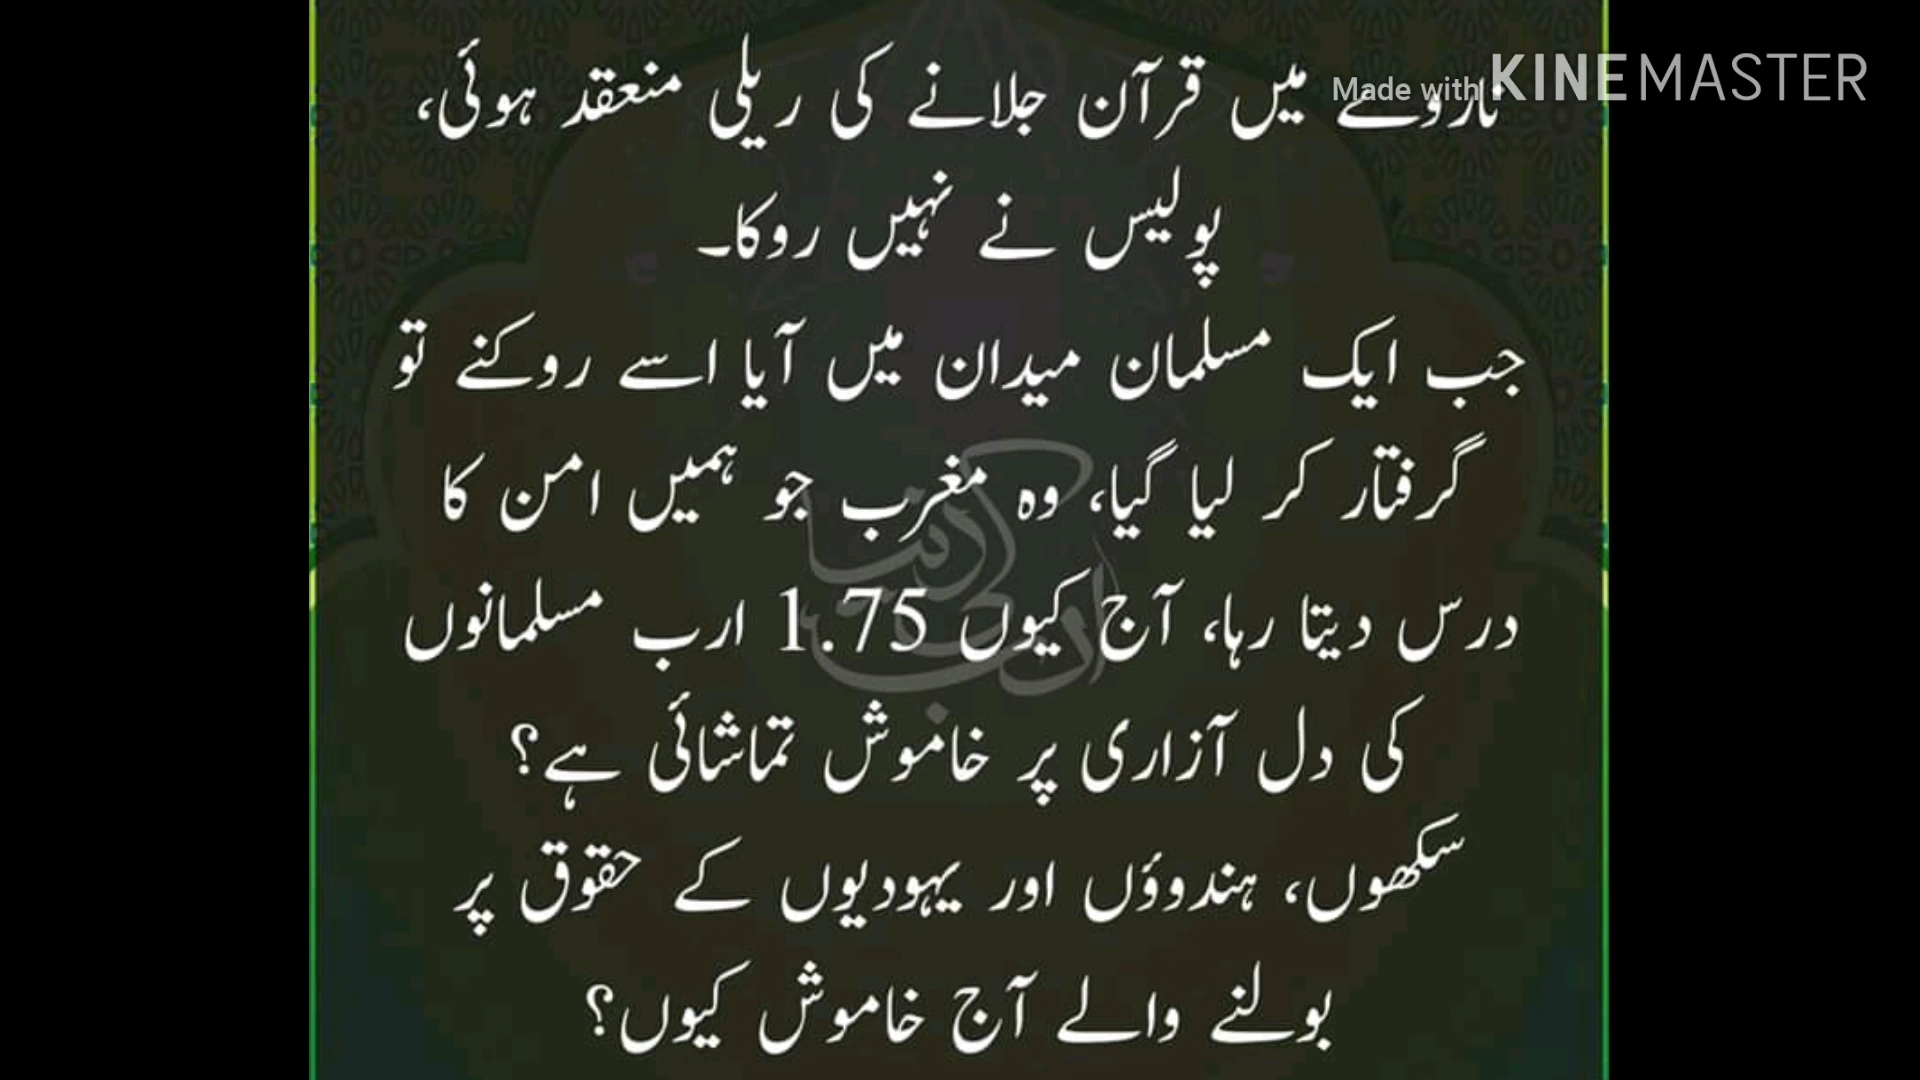 Made with KINEMASTER
ناروے میں قرآن جلانے کی ریلی منعقد ہوئی،
پولیس نے نہیں روکا۔
جب ایک مسلمان میدان میں آیا اسے روکنے تو
گرفتار کر لیا گیا، وہ مغرب جو ہمیں امن کا
درس دیتا رہا، آج کیوں 1.75 ارب مسلمانوں
کی دل آزاری پر خاموش تماشائی ہے؟
سکھوں، ہندوؤں اور یہودیوں کے حقوق پر
بولنے والے آج خاموش کیوں؟